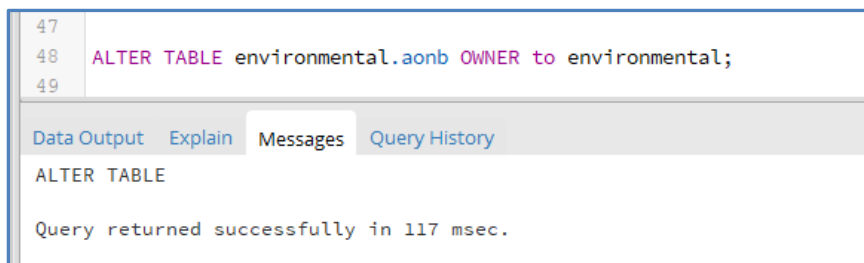 47
48 ALTER TABLE environmental.aonb OWNER to environmental;
49
Data Output Explain Messages Query History
ALTER TABLE
Query returned successfully in 117 msec.